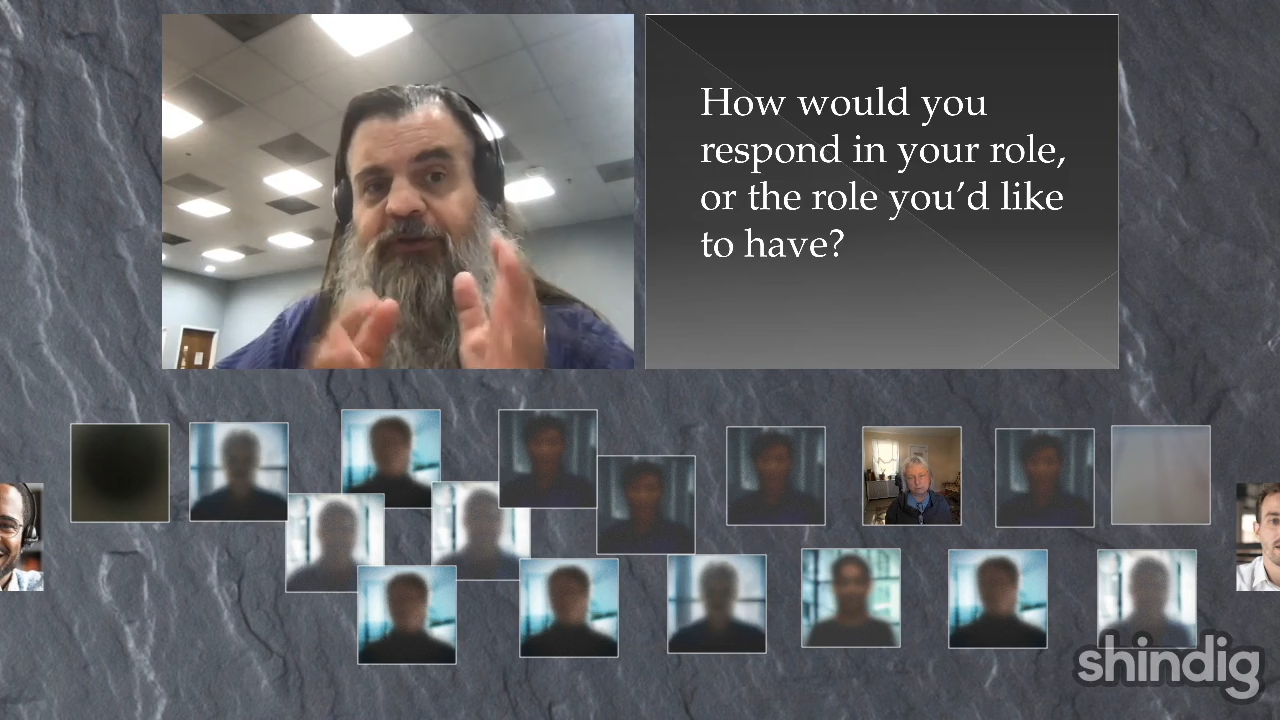 How would you
respond in your role,
or the role you’d like
to have?
shindig